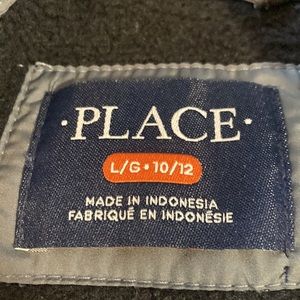 ·PLACE·
L/G • 10/12
MADE IN INDONESIA
FABRIQUÉ EN INDONÉSIE